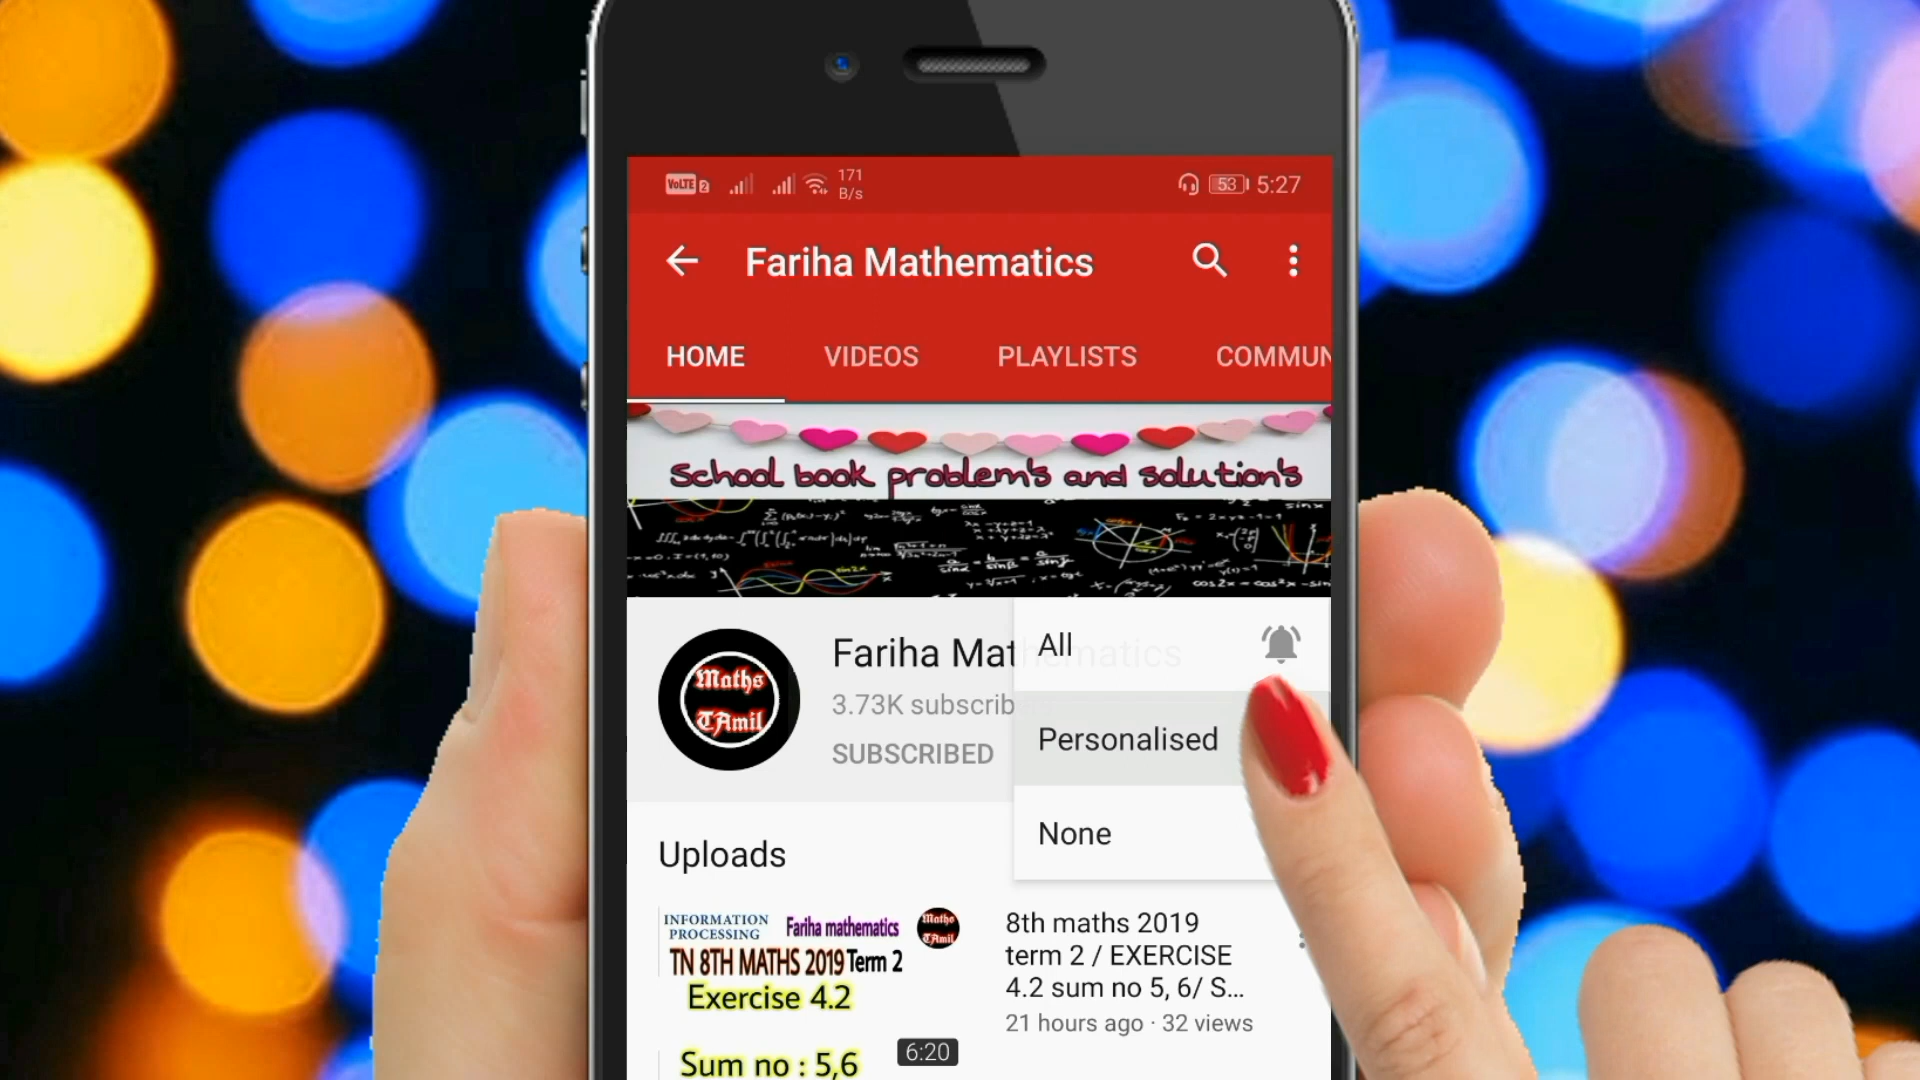 VoLTE 2
171
B/s
53
5:27
Fariha Mathematics
HOME
VIDEOS
PLAYLISTS
COMMUN
School book problem's and solution's
Fariha Mathematics
3.73K subscrib
SUBSCRIBED
All
Personalised
None
Maths
TAmil
Uploads
INFORMATION
PROCESSING
Fariha mathematics
Maths
TAmil
TN 8TH MATHS 2019 Term 2
Exercise 4.2
Sum no : 5,6
6:20
8th maths 2019
term 2 / EXERCISE
4.2 sum no 5, 6/ S...
21 hours ago · 32 views